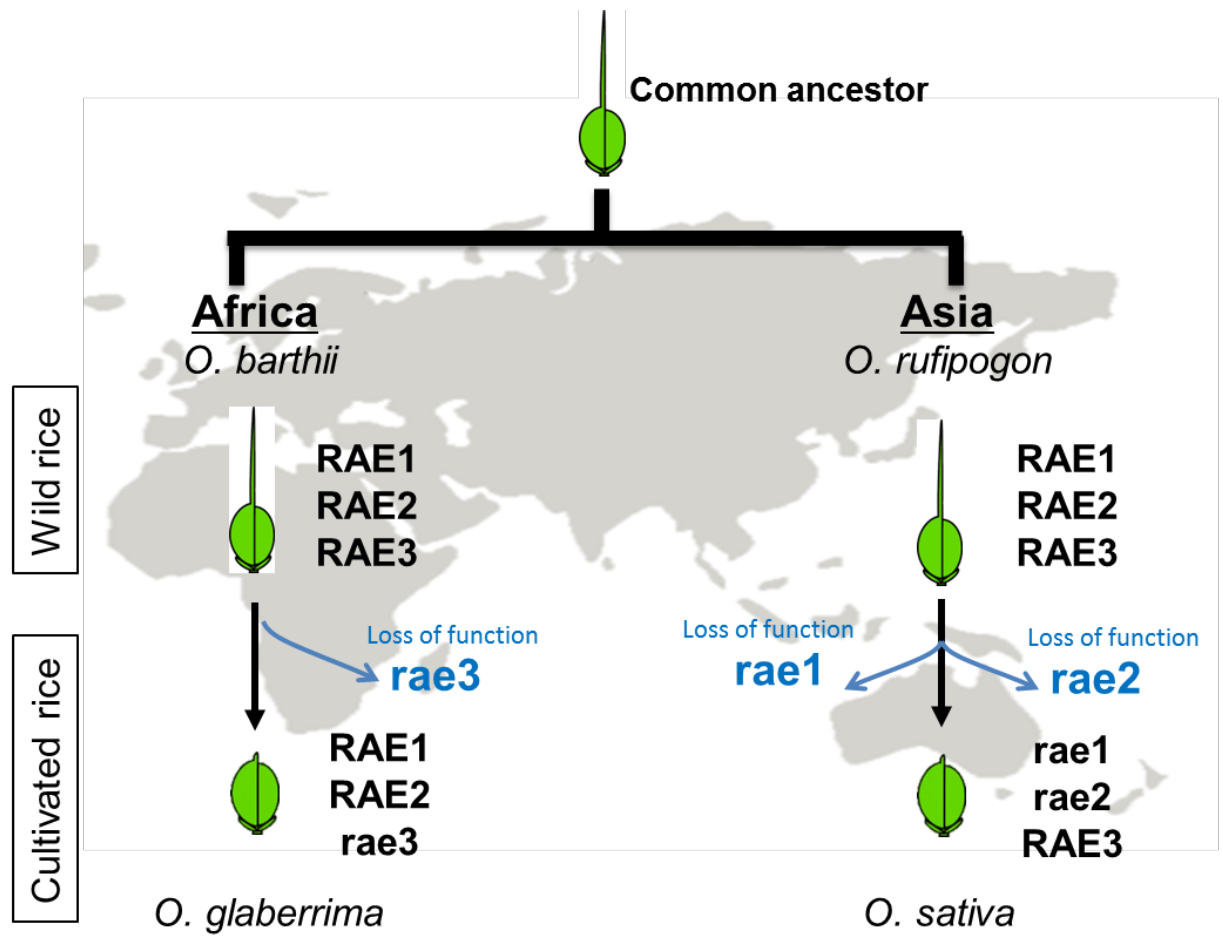 Common ancestor
Africa
O. barthii
Asia
O. rufipogon
Wild rice
RAE1
RAE2
RAE3
RAE1
RAE2
RAE3
Cultivated rice
Loss of function
rae3
Loss of function
rae1
Loss of function
rae2
RAE1
RAE2
rae3
rae1
rae2
RAE3
O. glaberrima
O. sativa